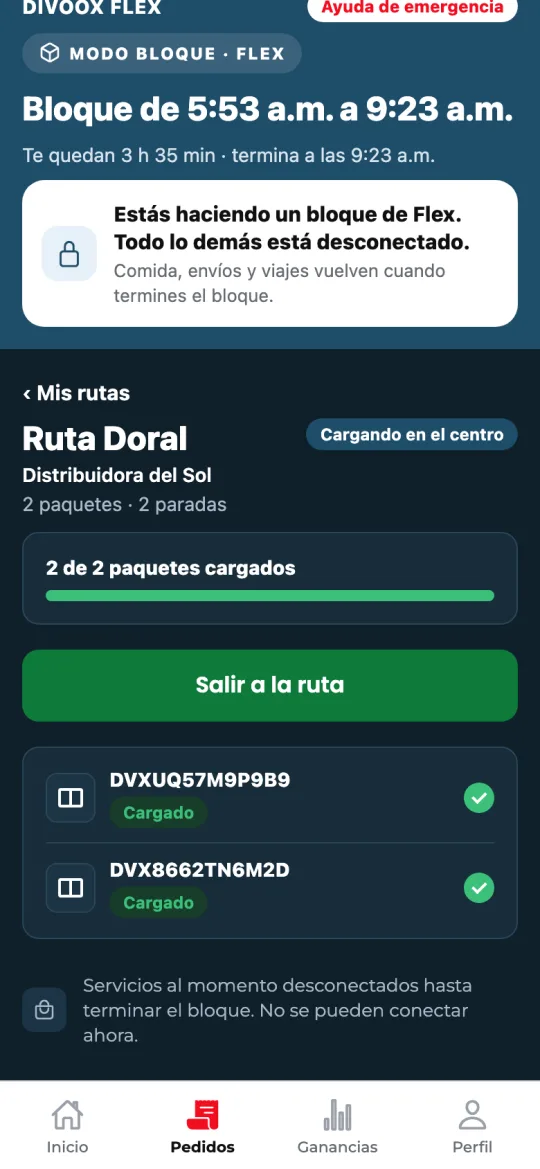 DIVOOX FLEX
Ayuda de emergencia
MODO BLOQUE · FLEX
Bloque de 5:53 a.m. a 9:23 a.m.
Te quedan 3 h 35 min · termina a las 9:23 a.m.
Estás haciendo un bloque de Flex.
Todo lo demás está desconectado.
Comida, envíos y viajes vuelven cuando
termines el bloque.
‹ Mis rutas
Ruta Doral
Cargando en el centro
Distribuidora del Sol
2 paquetes · 2 paradas
2 de 2 paquetes cargados
Salir a la ruta
DVXUQ57M9P9B9
Cargado
DVX8662TN6M2D
Cargado
Servicios al momento desconectados hasta
terminar el bloque. No se pueden conectar
ahora.
Inicio
Pedidos
Ganancias
Perfil